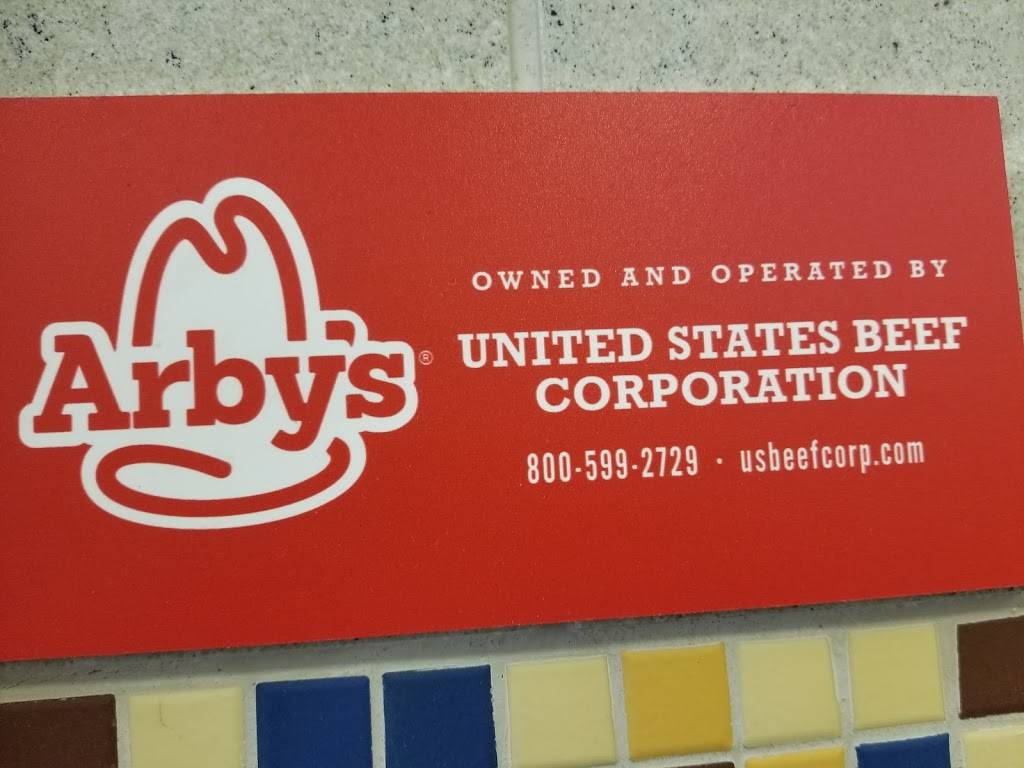 Arby's®
OWNED AND OPERATED BY
UNITED STATES BEEF
CORPORATION
800-599-2729 · usbeefcorp.com